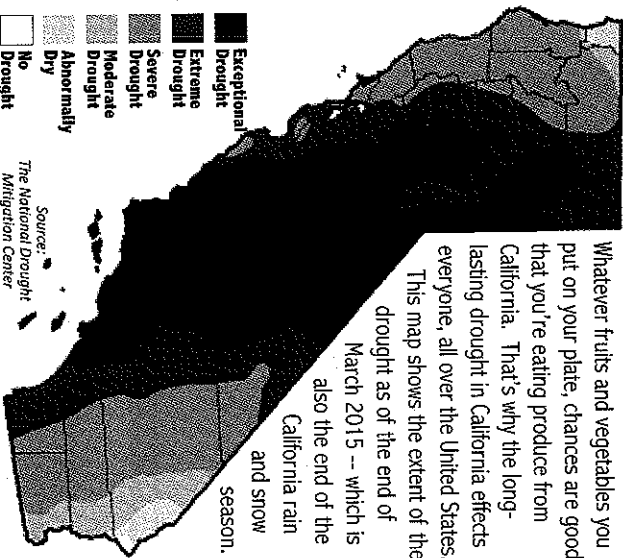 Whatever fruits and vegetables you
put on your plate, chances are good
that you're eating produce from
California. That's why the long-
lasting drought in California effects
everyone, all over the United States.
This map shows the extent of the
drought as of the end of
March 2015 -- which is
also the end of the
California rain
and snow
season.
Exceptional
Drought
Extreme
Drought
Severe
Drought
Moderate
Drought
Abnormally
Dry
No
Drought
Source:
The National Drought
Mitigation Center